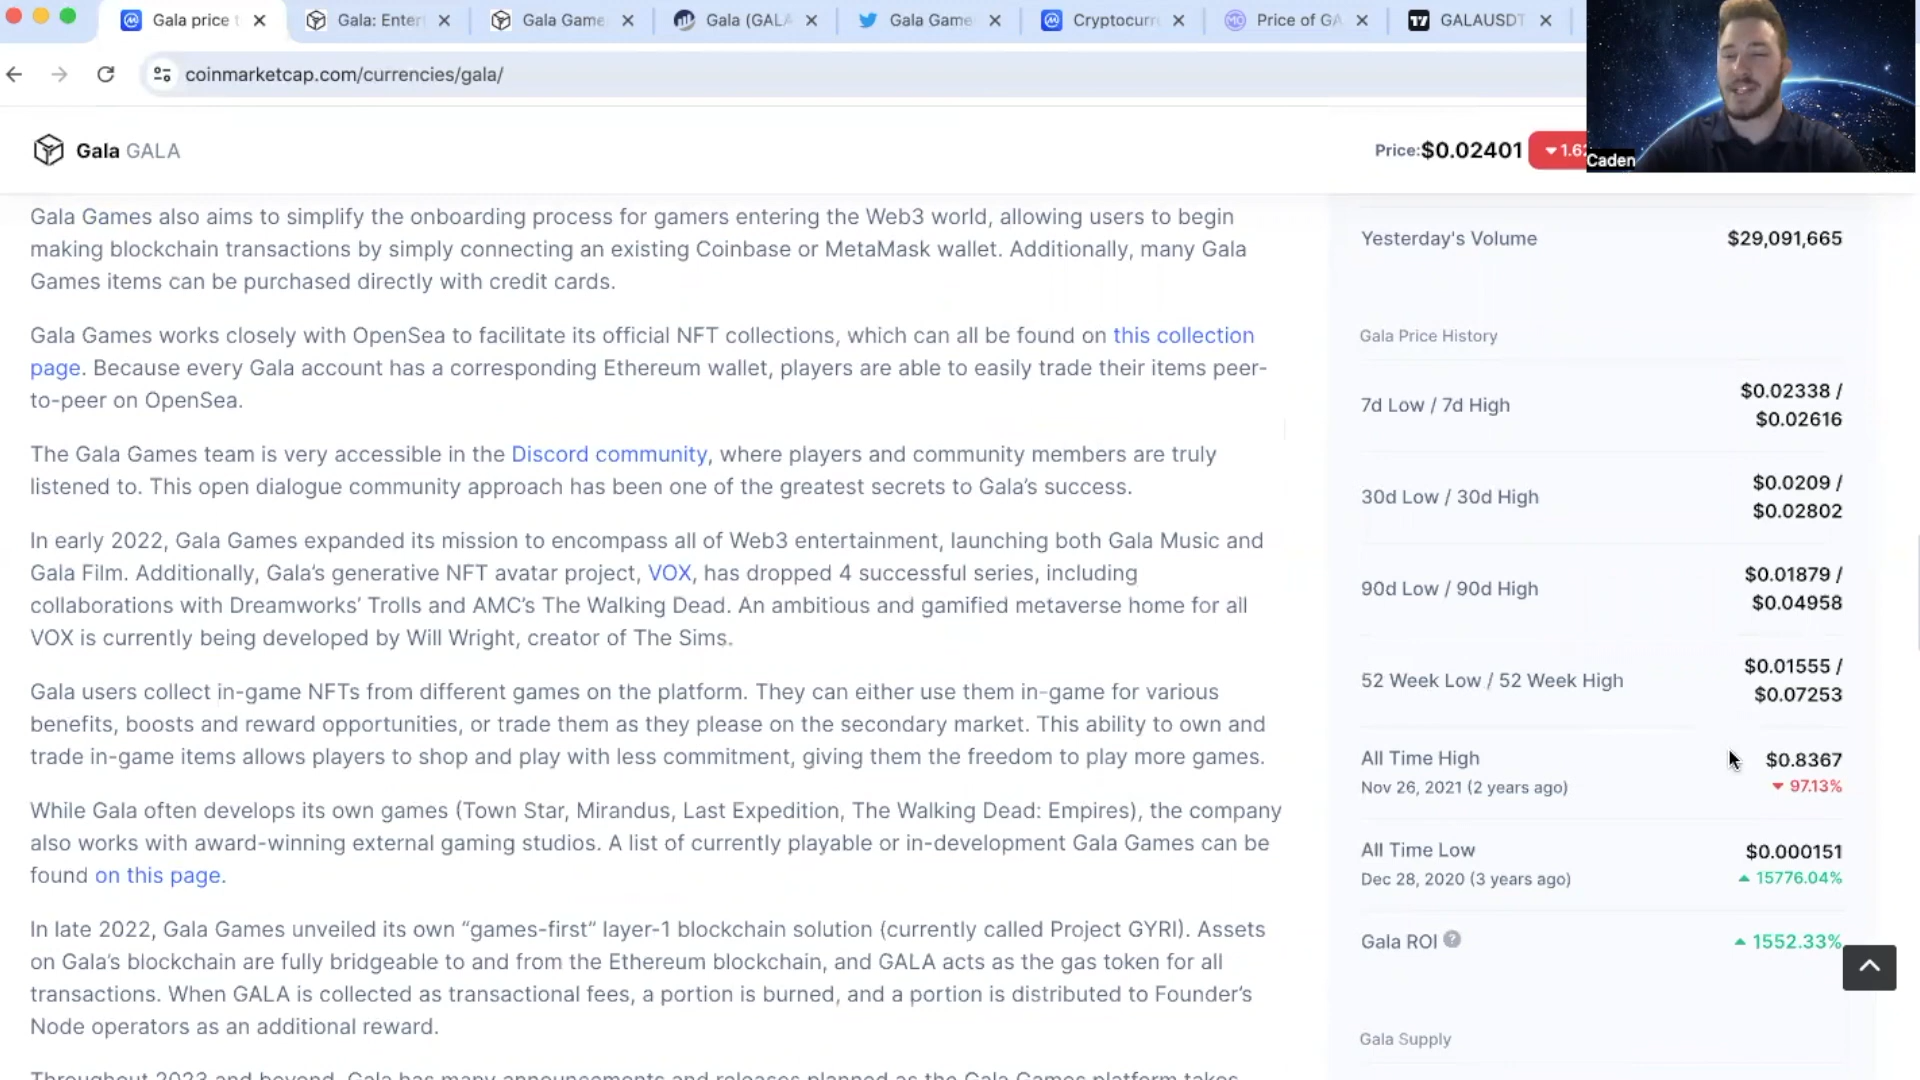 Gala price t
Gala: Enter
Gala Game
Gala (GALA
Gala Game
Cryptocurr
Price of GA
GALAUSDT
coinmarketcap.com/currencies/gala/
Gala GALA
Price:$0.02401
1.62
Caden
Gala Games also aims to simplify the onboarding process for gamers entering the Web3 world, allowing users to begin
making blockchain transactions by simply connecting an existing Coinbase or MetaMask wallet. Additionally, many Gala
Games items can be purchased directly with credit cards.
Gala Games works closely with OpenSea to facilitate its official NFT collections, which can all be found on this collection
page. Because every Gala account has a corresponding Ethereum wallet, players are able to easily trade their items peer-
to-peer on OpenSea.
The Gala Games team is very accessible in the Discord community, where players and community members are truly
listened to. This open dialogue community approach has been one of the greatest secrets to Gala’s success.
In early 2022, Gala Games expanded its mission to encompass all of Web3 entertainment, launching both Gala Music and
Gala Film. Additionally, Gala’s generative NFT avatar project, VOX, has dropped 4 successful series, including
collaborations with Dreamworks’ Trolls and AMC’s The Walking Dead. An ambitious and gamified metaverse home for all
VOX is currently being developed by Will Wright, creator of The Sims.
Gala users collect in-game NFTs from different games on the platform. They can either use them in-game for various
benefits, boosts and reward opportunities, or trade them as they please on the secondary market. This ability to own and
trade in-game items allows players to shop and play with less commitment, giving them the freedom to play more games.
While Gala often develops its own games (Town Star, Mirandus, Last Expedition, The Walking Dead: Empires), the company
also works with award-winning external gaming studios. A list of currently playable or in-development Gala Games can be
found on this page.
In late 2022, Gala Games unveiled its own “games-first” layer-1 blockchain solution (currently called Project GYRI). Assets
on Gala’s blockchain are fully bridgeable to and from the Ethereum blockchain, and GALA acts as the gas token for all
transactions. When GALA is collected as transactional fees, a portion is burned, and a portion is distributed to Founder’s
Node operators as an additional reward.
Throughout 2023 and beyond, Gala has many announcements and releases planned as the Gala Games platform takes
Yesterday's Volume
$29,091,665
Gala Price History
7d Low / 7d High
$0.02338 /
$0.02616
30d Low / 30d High
$0.0209 /
$0.02802
90d Low / 90d High
$0.01879 /
$0.04958
52 Week Low / 52 Week High
$0.01555 /
$0.07253
All Time High
$0.8367
Nov 26, 2021 (2 years ago)
97.13%
All Time Low
$0.000151
Dec 28, 2020 (3 years ago)
15776.04%
Gala ROI
1552.33%
Gala Supply